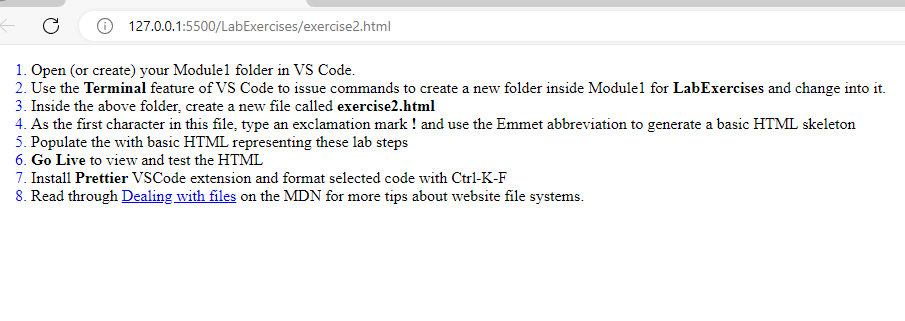 127.0.0.1:5500/LabExercises/exercise2.html
1. Open (or create) your Module1 folder in VS Code.
2. Use the Terminal feature of VS Code to issue commands to create a new folder inside Module1 for LabExercises and change into it.
3. Inside the above folder, create a new file called exercise2.html
4. As the first character in this file, type an exclamation mark ! and use the Emmet abbreviation to generate a basic HTML skeleton
5. Populate the with basic HTML representing these lab steps
6. Go Live to view and test the HTML
7. Install Prettier VSCode extension and format selected code with Ctrl-K-F
8. Read through Dealing with files on the MDN for more tips about website file systems.